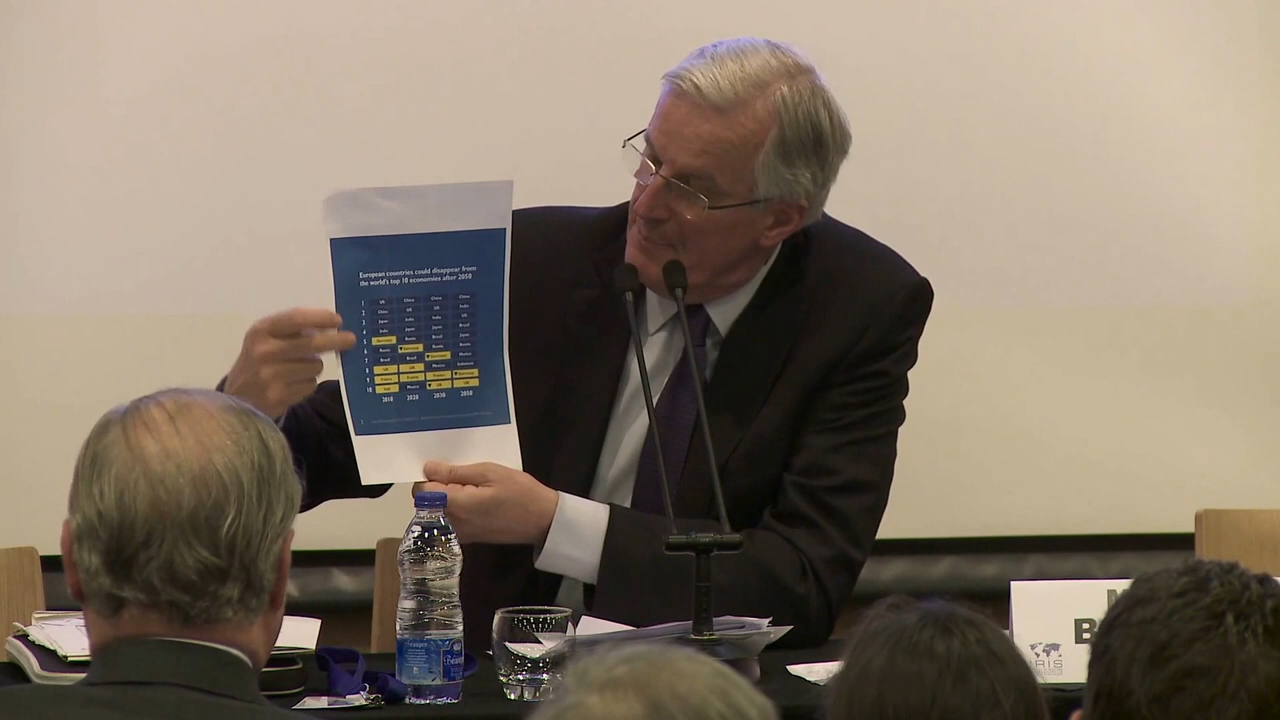 European countries could disappear from
the world's top 10 economies after 2050
1 US China China China
2 China US US India
3 Japan India India US
4 India Japan Japan Brazil
5 Germany Russia Brazil Japan
6 Russia Germany Russia Russia
7 Brazil Brazil Germany Mexico
8 UK UK Mexico Indonesia
9 France France France Germany
10 Italy Mexico UK UK
2010 2020 2030 2050
M
B
IRIS